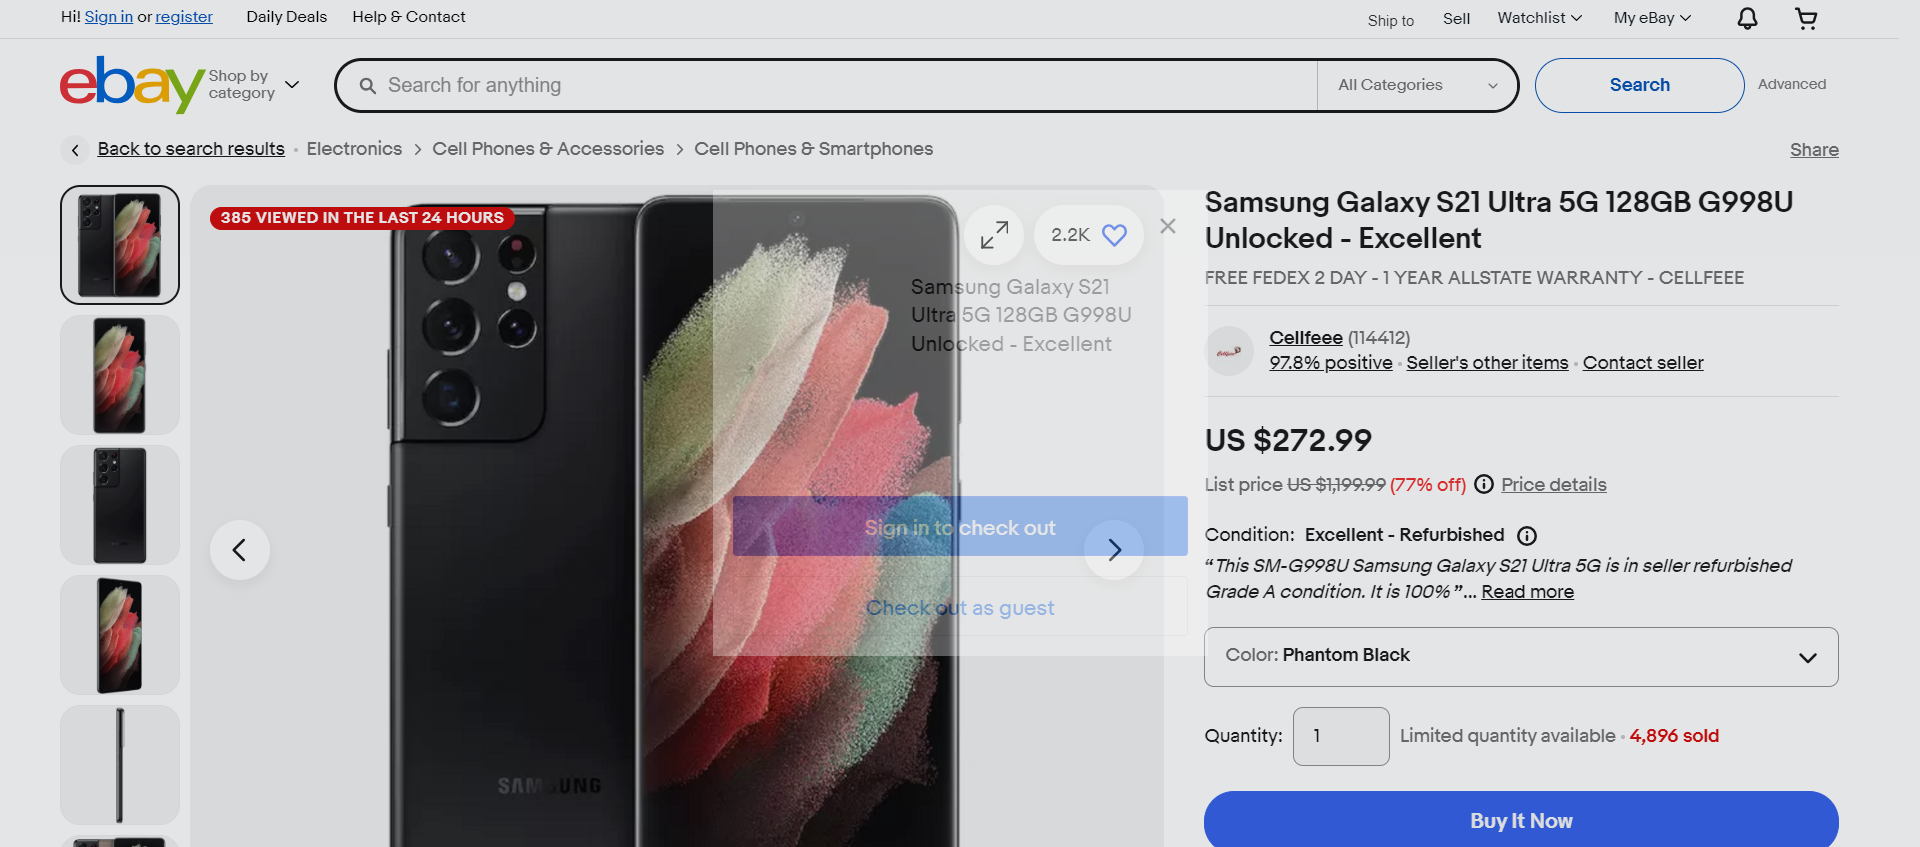 Hi! Sign in or register
Daily Deals
Help & Contact
Ship to
Sell
Watchlist
My eBay
ebay
Shop by category
Search for anything
All Categories
Search
Advanced
Back to search results
Electronics > Cell Phones & Accessories > Cell Phones & Smartphones
Share
385 VIEWED IN THE LAST 24 HOURS
2.2K
Samsung Galaxy S21
Ultra 5G 128GB G998U
Unlocked - Excellent
Sign in to check out
Check out as guest
SAMSUNG
Samsung Galaxy S21 Ultra 5G 128GB G998U
Unlocked - Excellent
FREE FEDEX 2 DAY - 1 YEAR ALLSTATE WARRANTY - CELLFEEE
Cellfeee
Cellfeee (114412)
97.8% positive · Seller's other items · Contact seller
US $272.99
List price US $1,199.99 (77% off) Price details
Condition: Excellent - Refurbished
“This SM-G998U Samsung Galaxy S21 Ultra 5G is in seller refurbished
Grade A condition. It is 100%”... Read more
Color: Phantom Black
Quantity: 1 Limited quantity available · 4,896 sold
Buy It Now